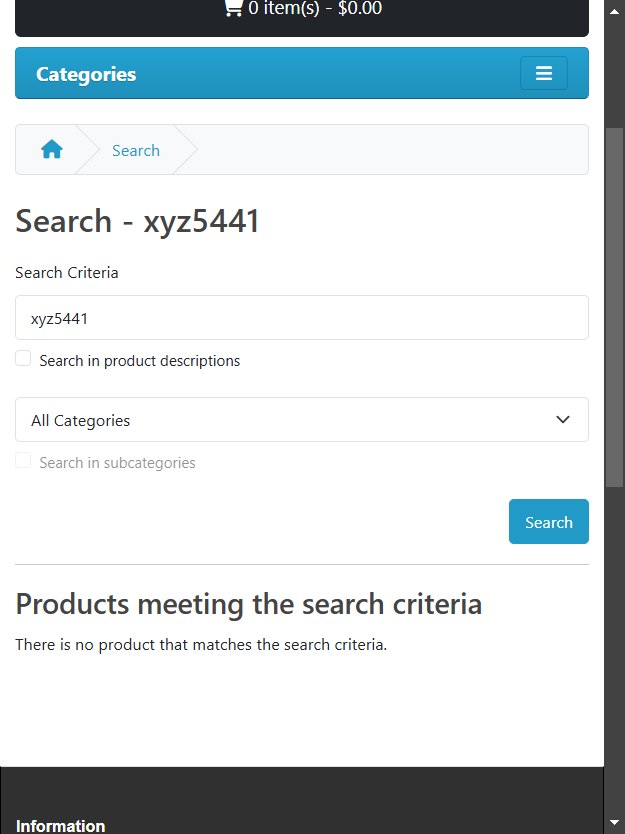 0 item(s) - $0.00
Categories
Search
Search - xyz5441
Search Criteria
xyz5441
Search in product descriptions
All Categories
Search in subcategories
Search
Products meeting the search criteria
There is no product that matches the search criteria.
Information